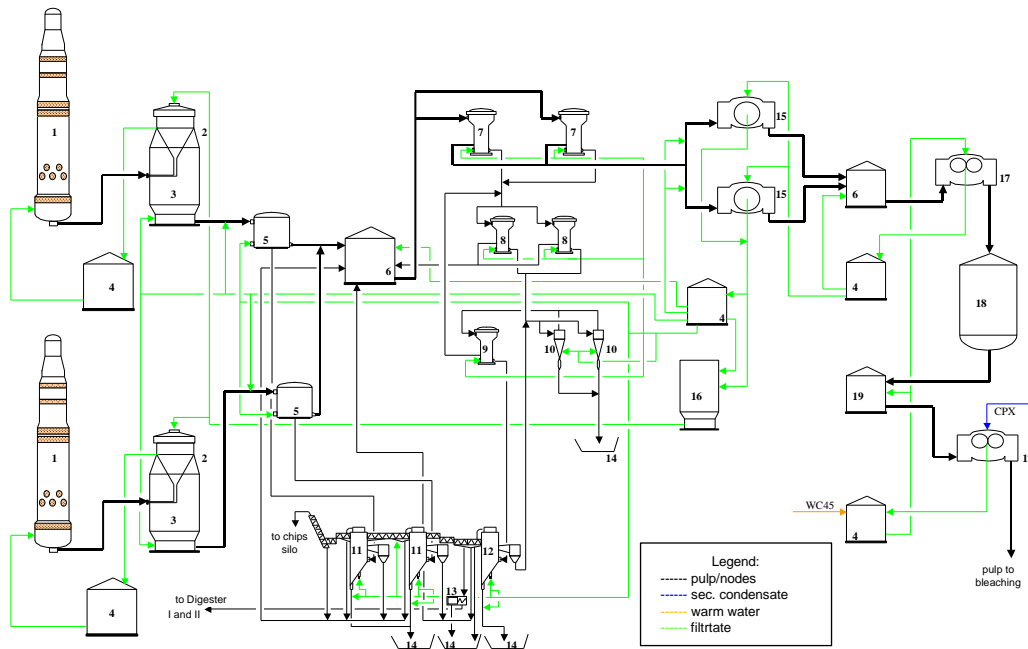 1
2
3
4
5
6
7
7
8
8
9
10
10
15
15
6
17
4
18
4
16
19
CPX
1
WC45
4
pulp to
bleaching
14
5
1
2
3
4
to chips
silo
11
11
12
13
to Digester
I and II
14
14
14
Legend:
pulp/nodes
sec. condensate
warm water
filtrtate